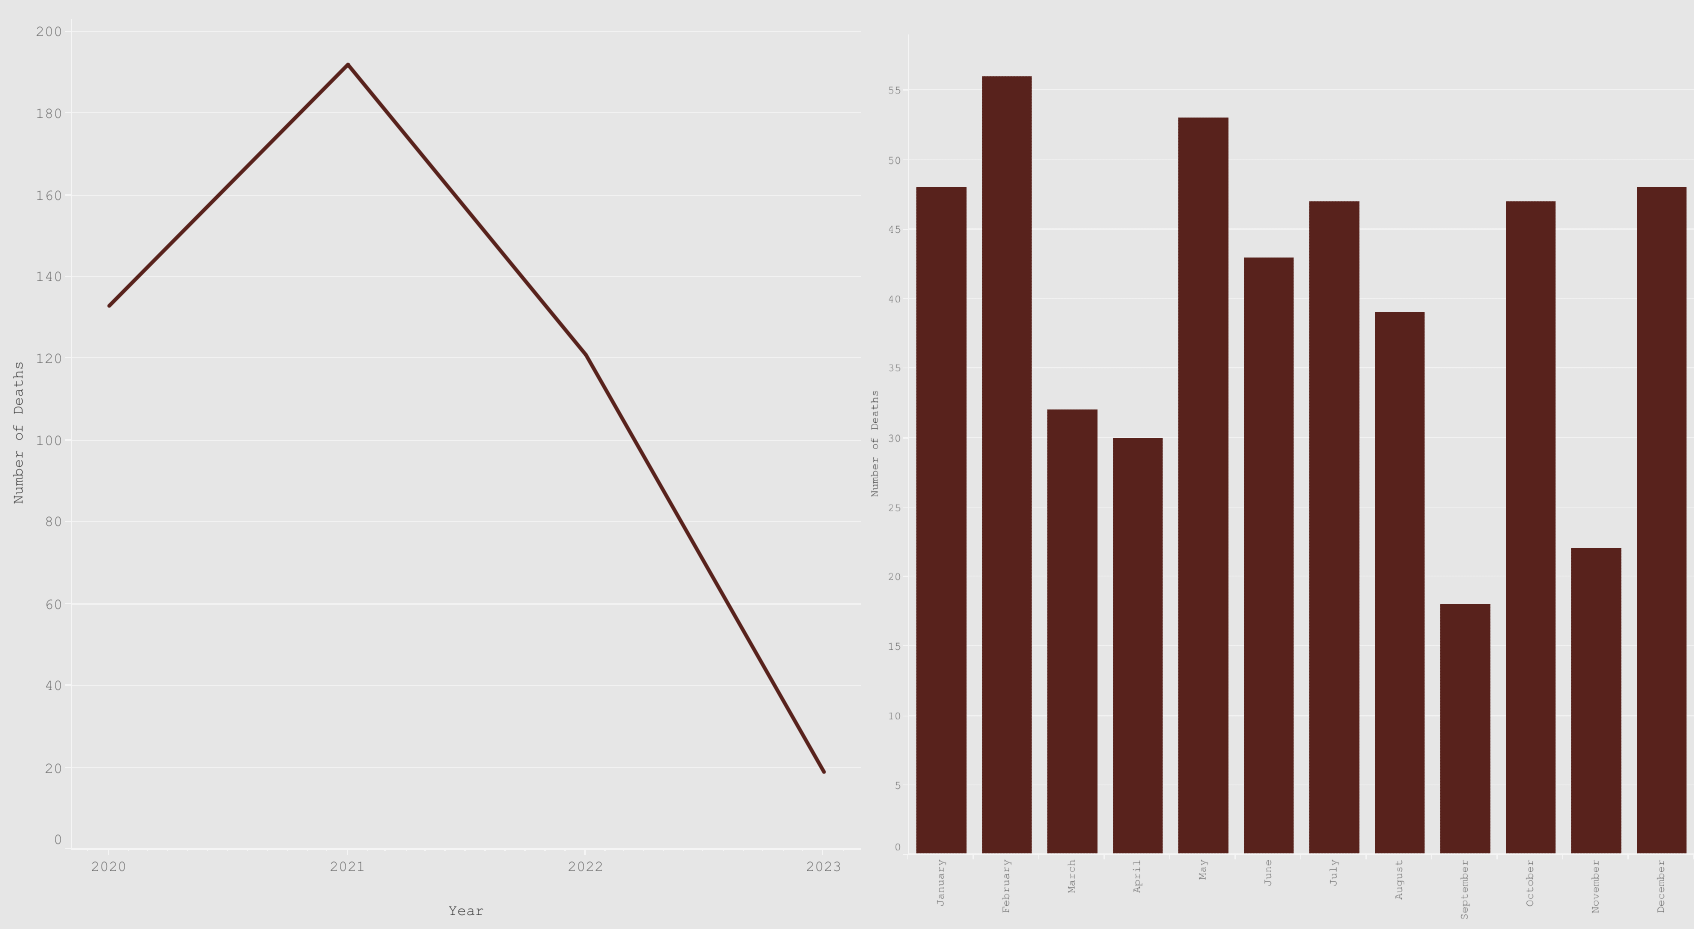 200
180
160
140
120
100
80
60
40
20
0
Number of Deaths
2020 2021 2022 2023
Year
55
50
45
40
35
30
25
20
15
10
5
0
Number of Deaths
January
February
March
April
May
June
July
August
September
October
November
December